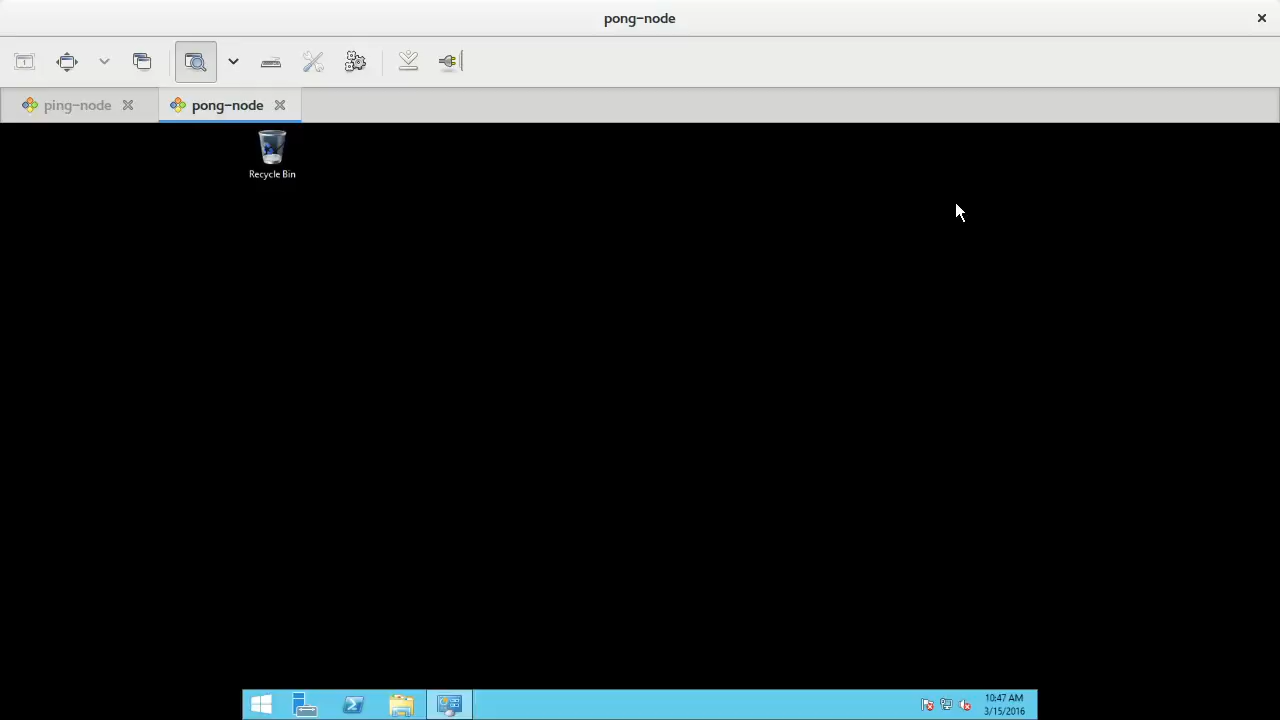 pong-node
ping-node
pong-node
Recycle Bin
10:47 AM
3/15/2016